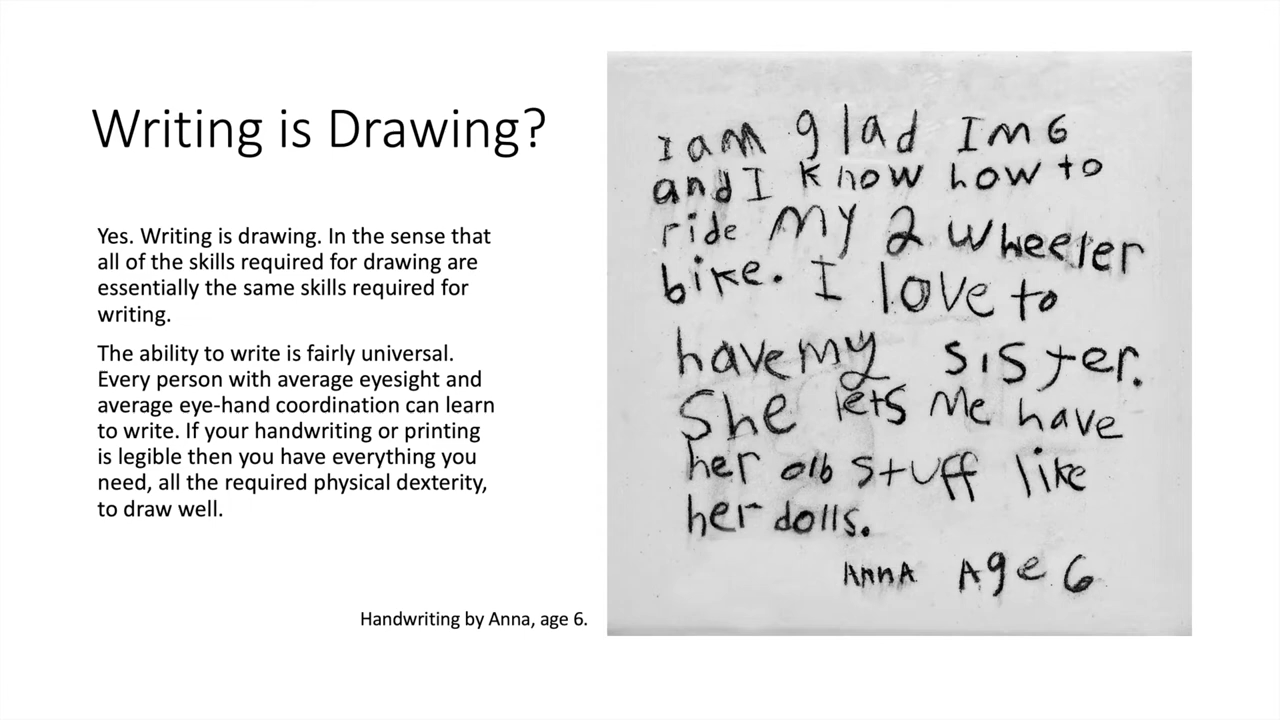 Writing is Drawing?
Yes. Writing is drawing. In the sense that
all of the skills required for drawing are
essentially the same skills required for
writing.
The ability to write is fairly universal.
Every person with average eyesight and
average eye-hand coordination can learn
to write. If your handwriting or printing
is legible then you have everything you
need, all the required physical dexterity,
to draw well.
Handwriting by Anna, age 6.
I am glad Im 6
and I know how to
ride my 2 wheeler
bike. I love to
have my sister.
She lets me have
her olb stuff like
her dolls.
AnnA Age 6